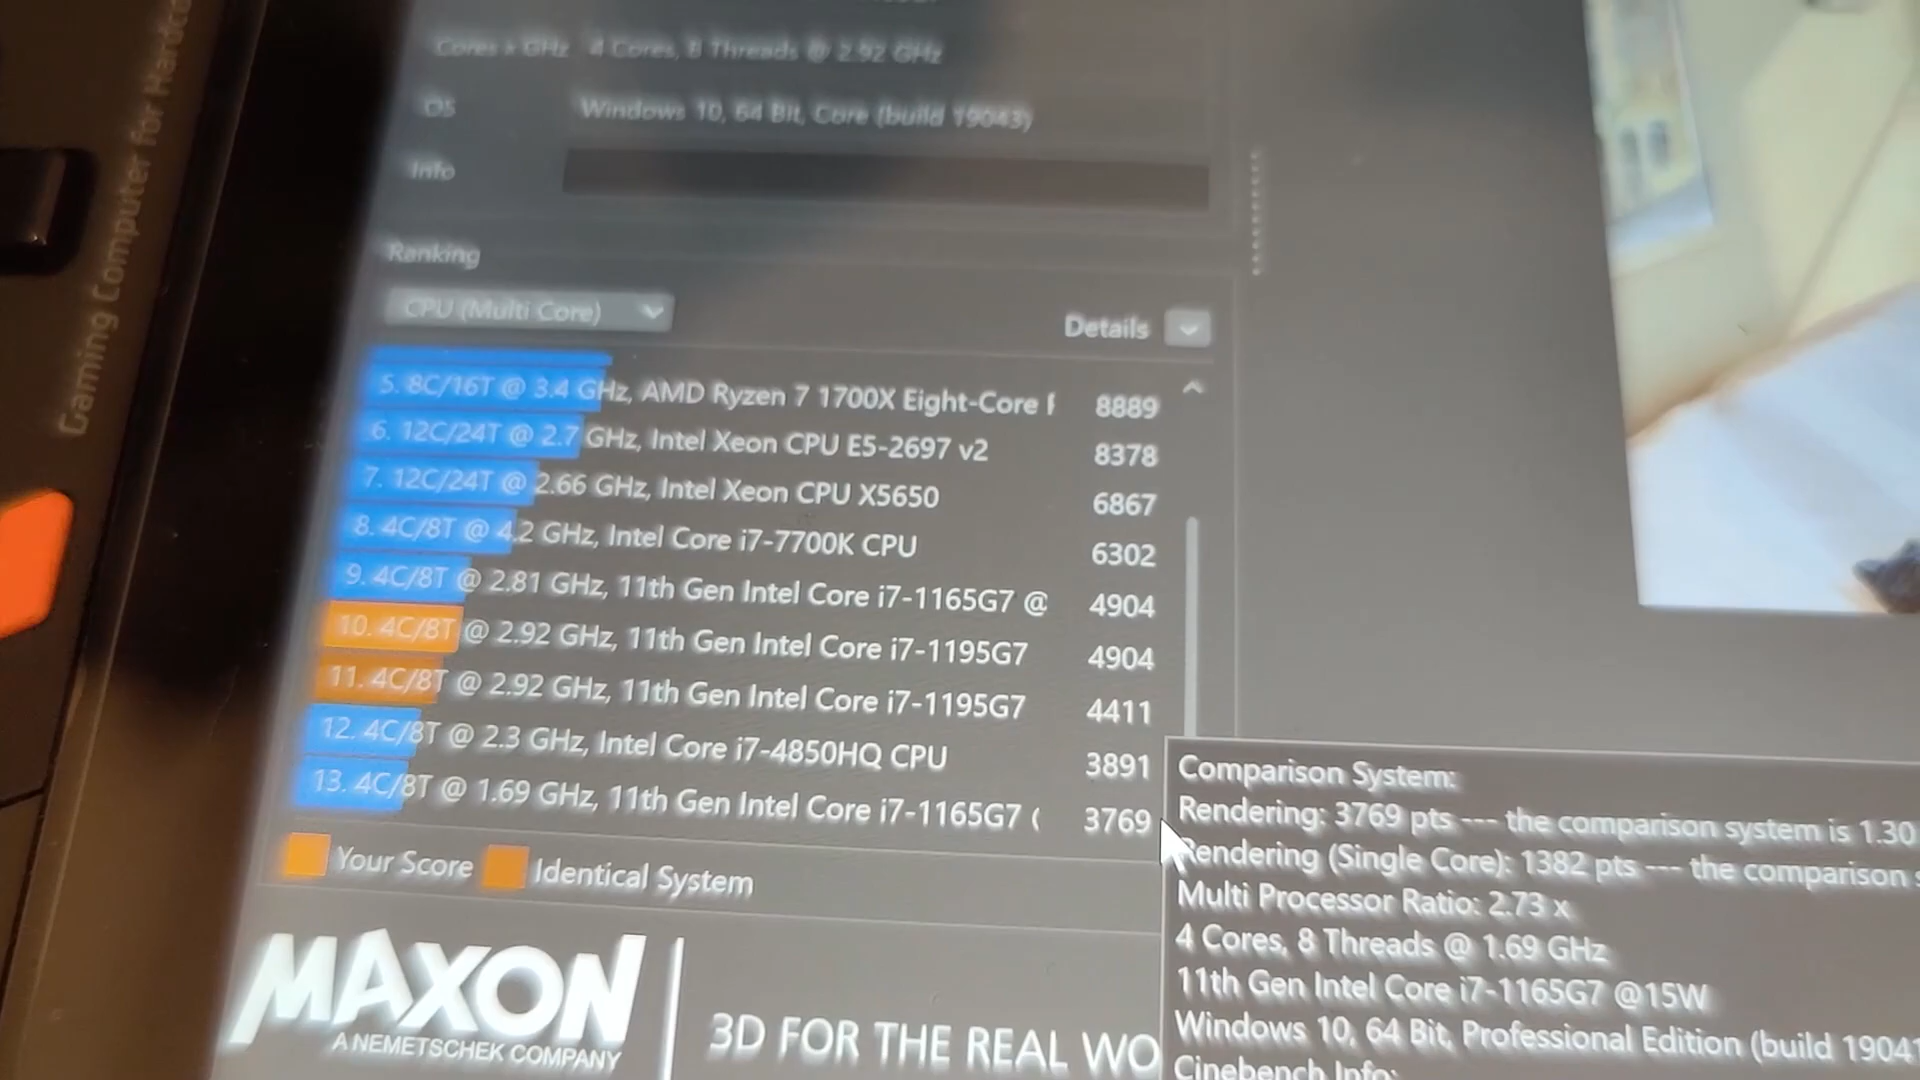 Gaming Computer for Hardco
Cores x GHz 4 Cores, 8 Threads @ 2.92 GHz
OS Windows 10, 64 Bit, Core (build 19043)
Info
Ranking
CPU (Multi Core)
Details
5. 8C/16T @ 3.4 GHz, AMD Ryzen 7 1700X Eight-Core P 8889
6. 12C/24T @ 2.7 GHz, Intel Xeon CPU E5-2697 v2 8378
7. 12C/24T @ 2.66 GHz, Intel Xeon CPU X5650 6867
8. 4C/8T @ 4.2 GHz, Intel Core i7-7700K CPU 6302
9. 4C/8T @ 2.81 GHz, 11th Gen Intel Core i7-1165G7 @ 4904
10. 4C/8T @ 2.92 GHz, 11th Gen Intel Core i7-1195G7 4904
11. 4C/8T @ 2.92 GHz, 11th Gen Intel Core i7-1195G7 4411
12. 4C/8T @ 2.3 GHz, Intel Core i7-4850HQ CPU 3891
13. 4C/8T @ 1.69 GHz, 11th Gen Intel Core i7-1165G7 ( 3769
Your Score Identical System
MAXON
A NEMETSCHEK COMPANY
3D FOR THE REAL WO
Comparison System:
Rendering: 3769 pts --- the comparison system is 1.30
Rendering (Single Core): 1382 pts --- the comparison s
Multi Processor Ratio: 2.73 x
4 Cores, 8 Threads @ 1.69 GHz
11th Gen Intel Core i7-1165G7 @15W
Windows 10, 64 Bit, Professional Edition (build 19041
Cinebench Info: